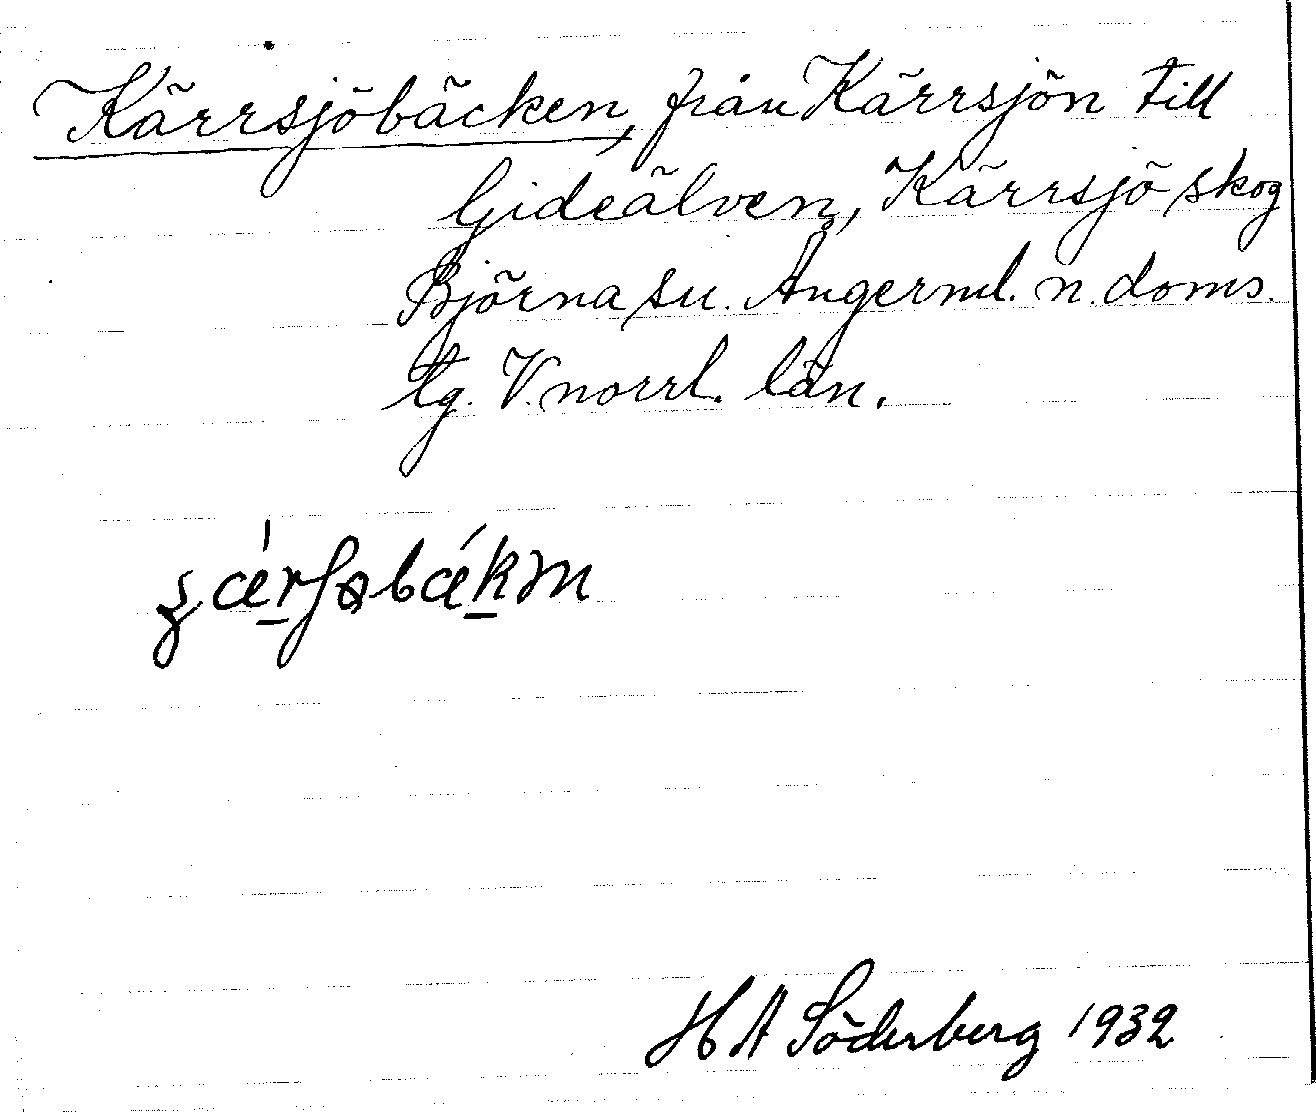 Kärrsjöbäcken, från Kärrsjön till
Gideälven, Kärrsjö skog
Björna sn. Ångerml. n. doms.
tg. V.norrl. län.
H A Söderberg 1932